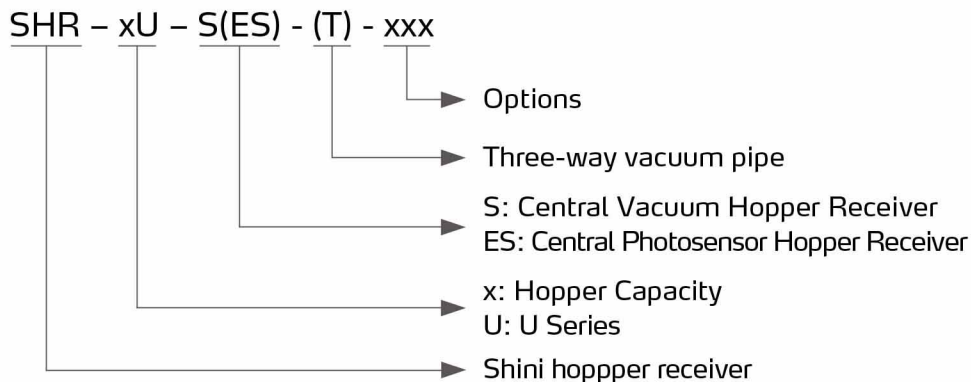 SHR – xU – S(ES) - (T) - xxx
Options
Three-way vacuum pipe
S: Central Vacuum Hopper Receiver
ES: Central Photosensor Hopper Receiver
x: Hopper Capacity
U: U Series
Shini hoppper receiver